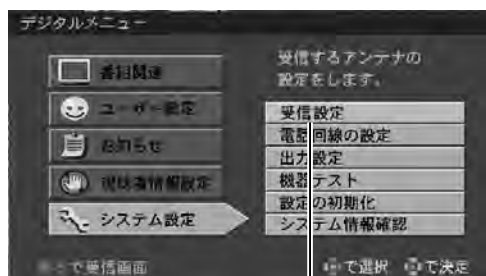 デジタルメニュー
番組関連
ユーザー設定
お知らせ
視聴者情報設定
システム設定
受信するアンテナの
設定をします。
受信設定
電話回線の設定
出力設定
機器テスト
設定の初期化
システム情報確認
で受信画面
で選択
で決定